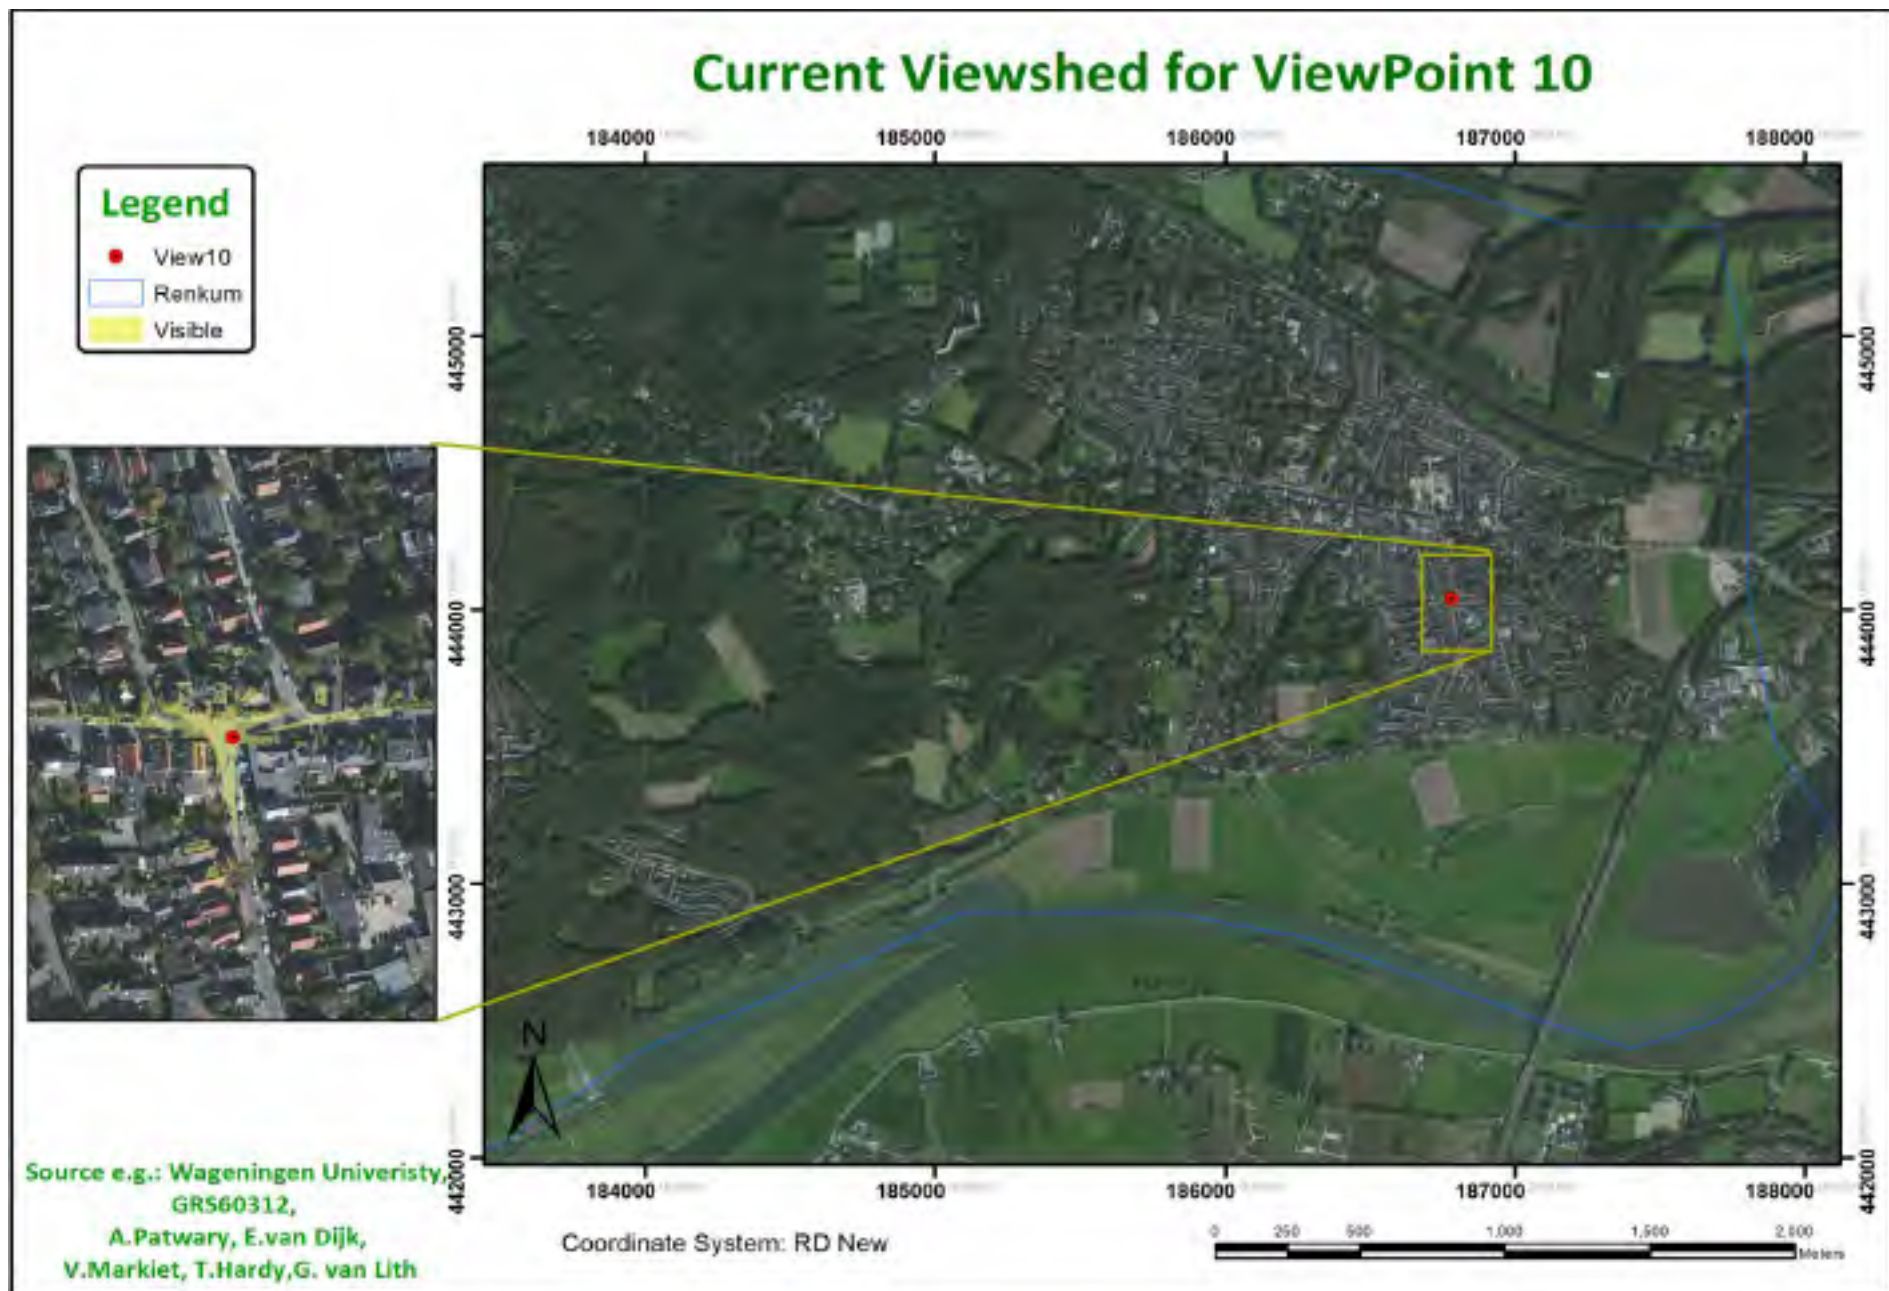 Current Viewshed for ViewPoint 10
184000 185000 186000 187000 188000
Legend
View10
Renkum
Visible
445000 445000
444000 444000
443000 443000
442000 442000
N
184000 185000 186000 187000 188000
Source e.g.: Wageningen Univeristy,
GRS60312,
A.Patwary, E.van Dijk,
V.Markiet, T.Hardy,G. van Lith
Coordinate System: RD New
0 250 500 1,000 1,500 2,000
Meters